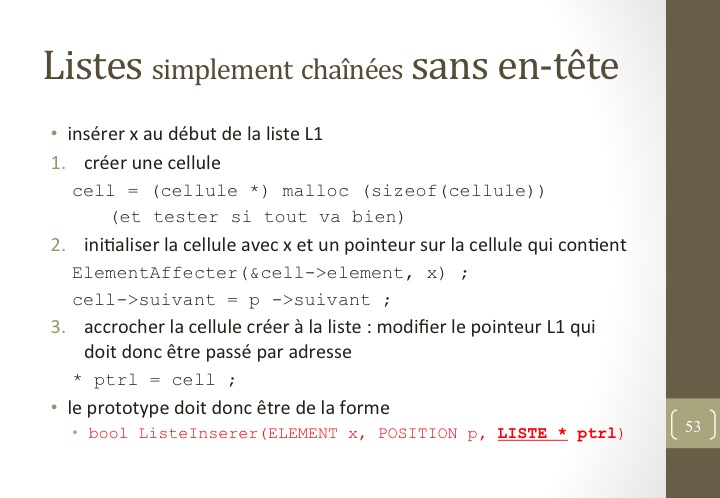 Listes simplement chaînées sans en-tête
• insérer x au début de la liste L1
1. créer une cellule
cell = (cellule *) malloc (sizeof(cellule))
(et tester si tout va bien)
2. initialiser la cellule avec x et un pointeur sur la cellule qui contient
ElementAffecter(&cell->element, x) ;
cell->suivant = p ->suivant ;
3. accrocher la cellule créer à la liste : modifier le pointeur L1 qui
doit donc être passé par adresse
* ptrl = cell ;
• le prototype doit donc être de la forme
• bool ListeInserer(ELEMENT x, POSITION p, LISTE * ptrl)
53